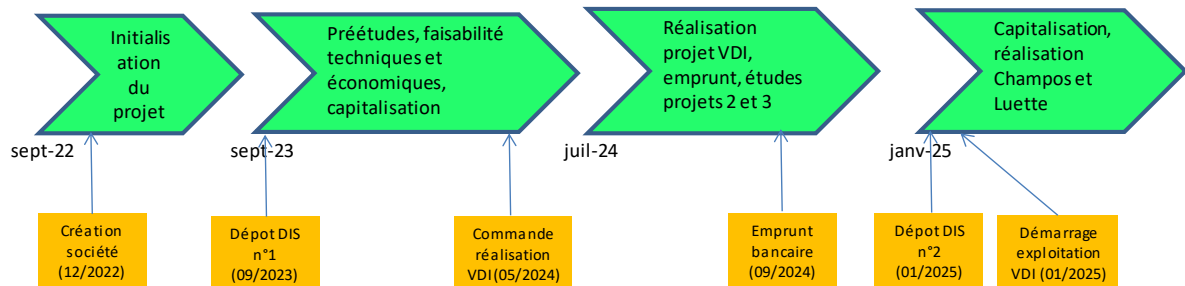 Initialis
ation
du
projet
Préétudes, faisabilité
techniques et
économiques,
capitalisation
Réalisation
projet VDI,
emprunt, études
projets 2 et 3
Capitalisation,
réalisation
Champos et
Luette
sept-22
sept-23
juil-24
janv-25
Création
société
(12/2022)
Dépot DIS
n°1
(09/2023)
Commande
réalisation
VDI (05/2024)
Emprunt
bancaire
(09/2024)
Dépot DIS
n°2
(01/2025)
Démarrage
exploitation
VDI (01/2025)